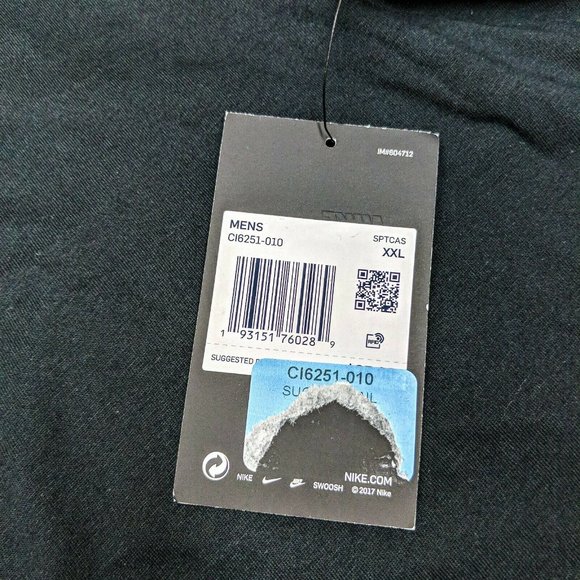 IM#604712
MENS
CI6251-010
SPTCAS
XXL
1 93151 76028 9
RFID
SUGGESTED
CI6251-010
NIKE SWOOSH
NIKE.COM
© 2017 Nike